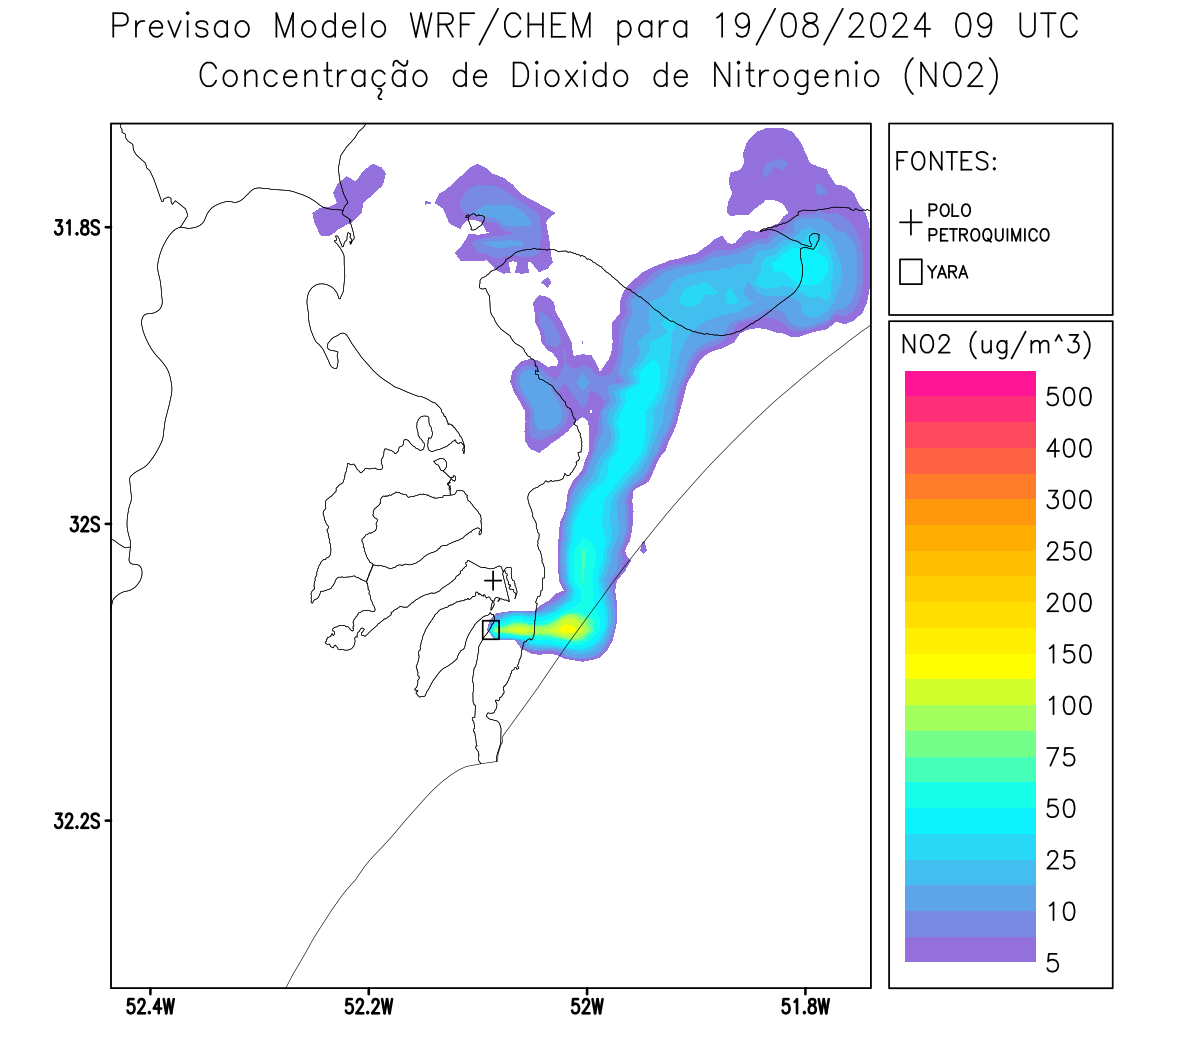 Previsao Modelo WRF/CHEM para 19/08/2024 09 UTC
Concentração de Dioxido de Nitrogenio (NO2)
31.8S
32S
32.2S
52.4W
52.2W
52W
51.8W
FONTES:
POLO
PETROQUIMICO
YARA
NO2 (ug/m^3)
500
400
300
250
200
150
100
75
50
25
10
5